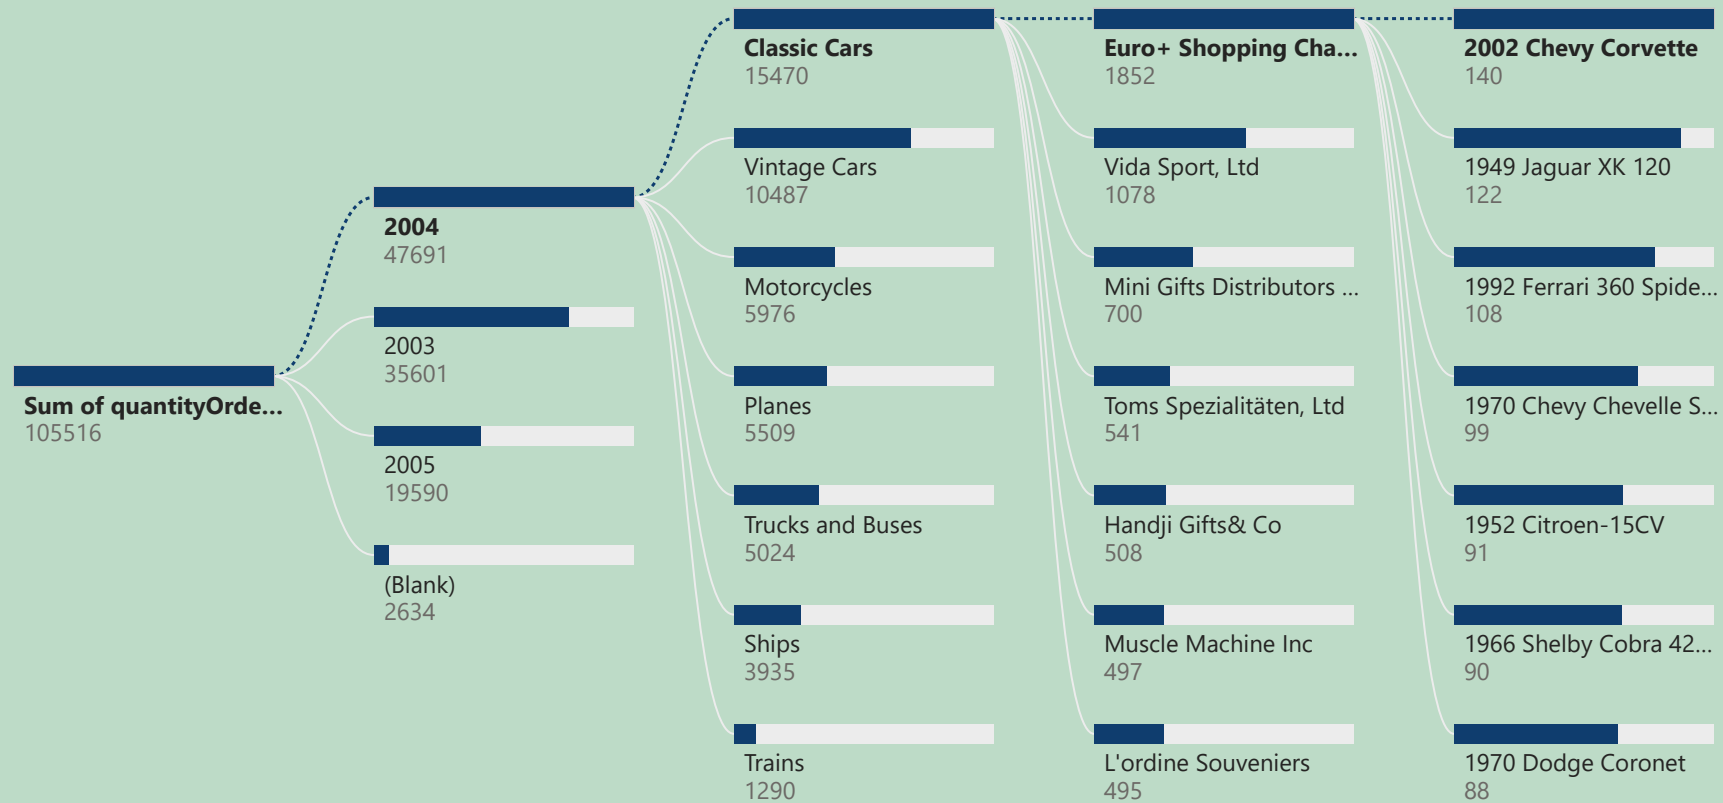 Sum of quantityOrde...
105516
2004
47691
2003
35601
2005
19590
(Blank)
2634
Classic Cars
15470
Vintage Cars
10487
Motorcycles
5976
Planes
5509
Trucks and Buses
5024
Ships
3935
Trains
1290
Euro+ Shopping Cha...
1852
Vida Sport, Ltd
1078
Mini Gifts Distributors ...
700
Toms Spezialitäten, Ltd
541
Handji Gifts& Co
508
Muscle Machine Inc
497
L'ordine Souveniers
495
2002 Chevy Corvette
140
1949 Jaguar XK 120
122
1992 Ferrari 360 Spide...
108
1970 Chevy Chevelle S...
99
1952 Citroen-15CV
91
1966 Shelby Cobra 42...
90
1970 Dodge Coronet
88